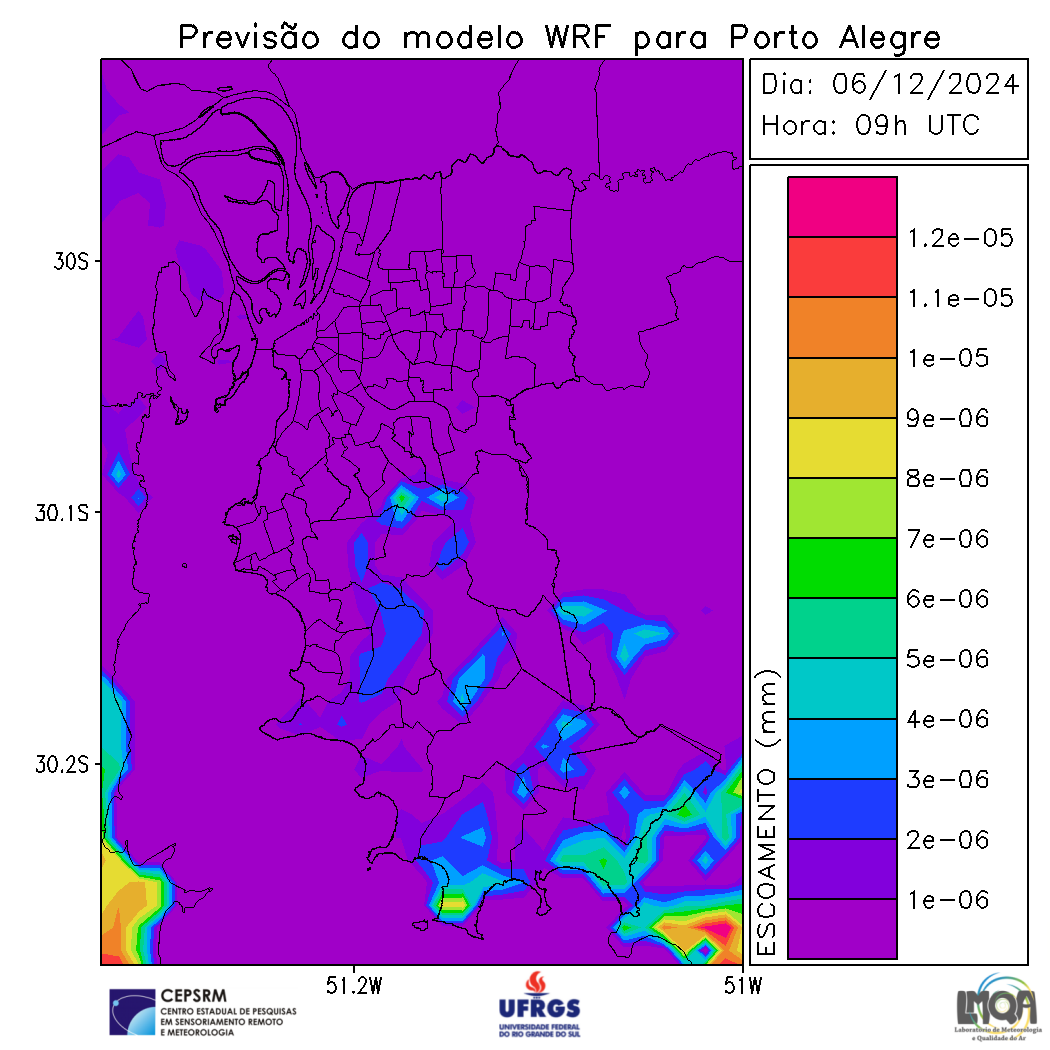 Previsão do modelo WRF para Porto Alegre
Dia: 06/12/2024
Hora: 09h UTC
30S
30.1S
30.2S
51.2W
51W
ESCOAMENTO (mm)
1.2e-05
1.1e-05
1e-05
9e-06
8e-06
7e-06
6e-06
5e-06
4e-06
3e-06
2e-06
1e-06
CEPSRM
CENTRO ESTADUAL DE PESQUISAS
EM SENSORIAMENTO REMOTO
E METEOROLOGIA
UFRGS
UNIVERSIDADE FEDERAL
DO RIO GRANDE DO SUL
LMQA
Laboratório de Meteorologia
e Qualidade do Ar